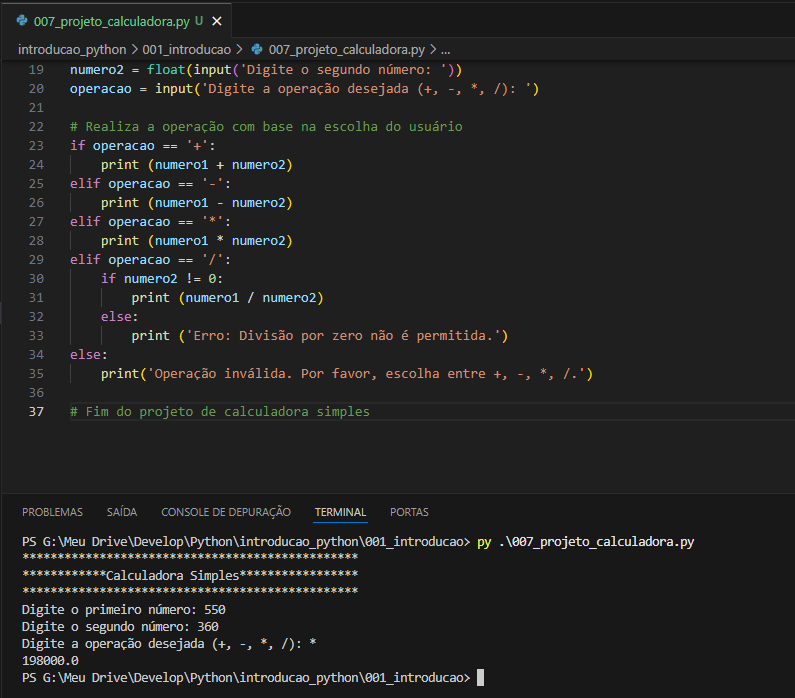 007_projeto_calculadora.py U ×
introducao_python > 001_introducao > 007_projeto_calculadora.py > ...
19 numero2 = float(input('Digite o segundo número: '))
20 operacao = input('Digite a operação desejada (+, -, *, /): ')
21
22 # Realiza a operação com base na escolha do usuário
23 if operacao == '+':
24     print (numero1 + numero2)
25 elif operacao == '-':
26     print (numero1 - numero2)
27 elif operacao == '*':
28     print (numero1 * numero2)
29 elif operacao == '/':
30     if numero2 != 0:
31         print (numero1 / numero2)
32     else:
33         print ('Erro: Divisão por zero não é permitida.')
34 else:
35     print('Operação inválida. Por favor, escolha entre +, -, *, /.')
36
37 # Fim do projeto de calculadora simples
PROBLEMAS SAÍDA CONSOLE DE DEPURAÇÃO TERMINAL PORTAS
PS G:\Meu Drive\Develop\Python\introducao_python\001_introducao> py .\007_projeto_calculadora.py
************************************************
************Calculadora Simples*****************
************************************************
Digite o primeiro número: 550
Digite o segundo número: 360
Digite a operação desejada (+, -, *, /): *
198000.0
PS G:\Meu Drive\Develop\Python\introducao_python\001_introducao>